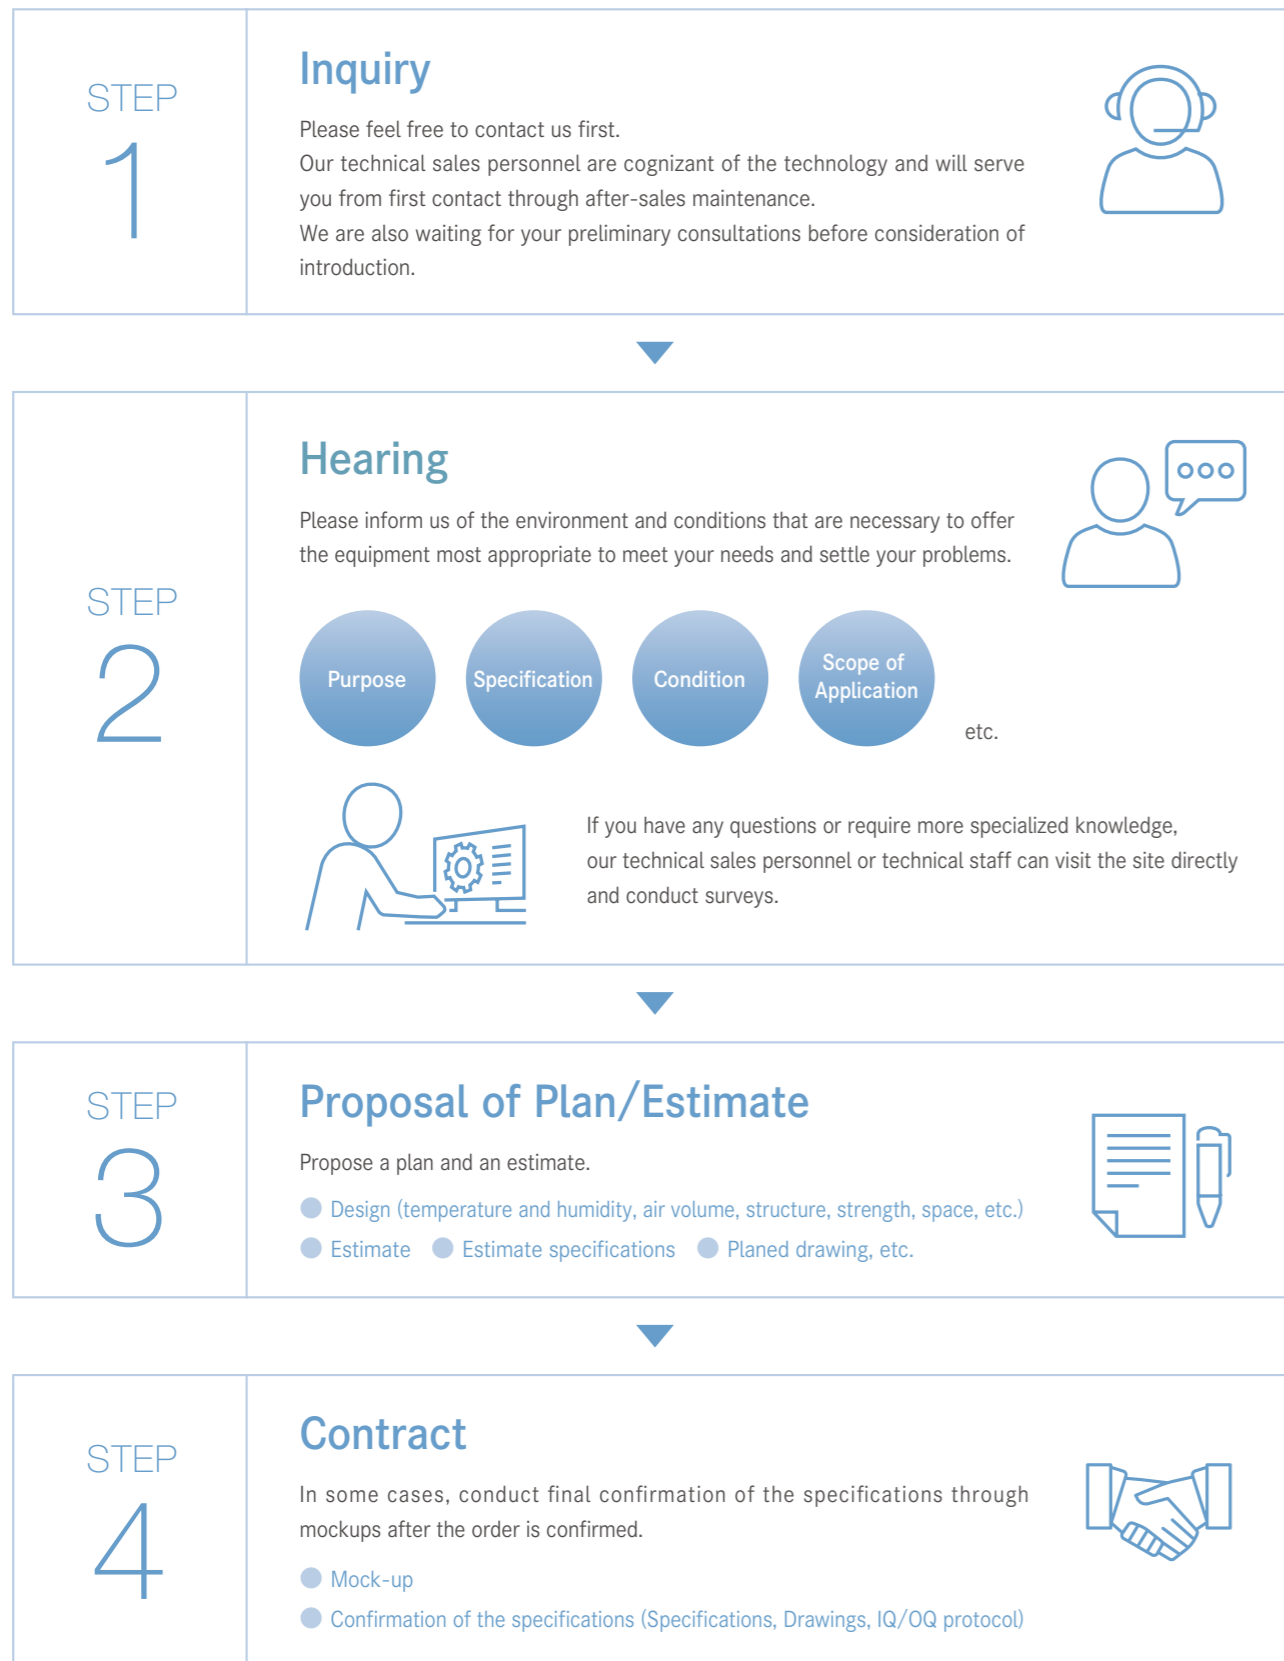 STEP
1
Inquiry
Please feel free to contact us first.
Our technical sales personnel are cognizant of the technology and will serve
you from first contact through after-sales maintenance.
We are also waiting for your preliminary consultations before consideration of
introduction.
STEP
2
Hearing
Please inform us of the environment and conditions that are necessary to offer
the equipment most appropriate to meet your needs and settle your problems.
Purpose
Specification
Condition
Scope of
Application
etc.
If you have any questions or require more specialized knowledge,
our technical sales personnel or technical staff can visit the site directly
and conduct surveys.
STEP
3
Proposal of Plan/Estimate
Propose a plan and an estimate.
Design (temperature and humidity, air volume, structure, strength, space, etc.)
Estimate Estimate specifications Planed drawing, etc.
STEP
4
Contract
In some cases, conduct final confirmation of the specifications through
mockups after the order is confirmed.
Mock-up
Confirmation of the specifications (Specifications, Drawings, IQ/OQ protocol)